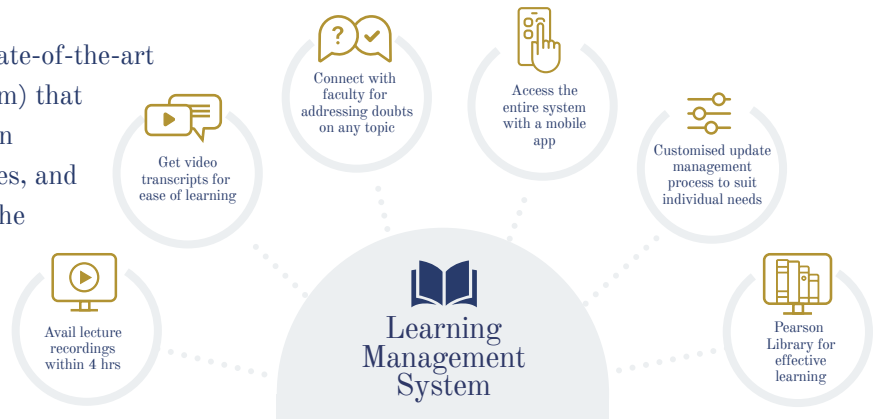 ate-of-the-art
m) that
n
es, and
he
Avail lecture
recordings
within 4 hrs
Get video
transcripts for
ease of learning
?
Connect with
faculty for
addressing doubts
on any topic
Access the
entire system
with a mobile
app
Customised update
management
process to suit
individual needs
Pearson
Library for
effective
learning
Learning
Management
System